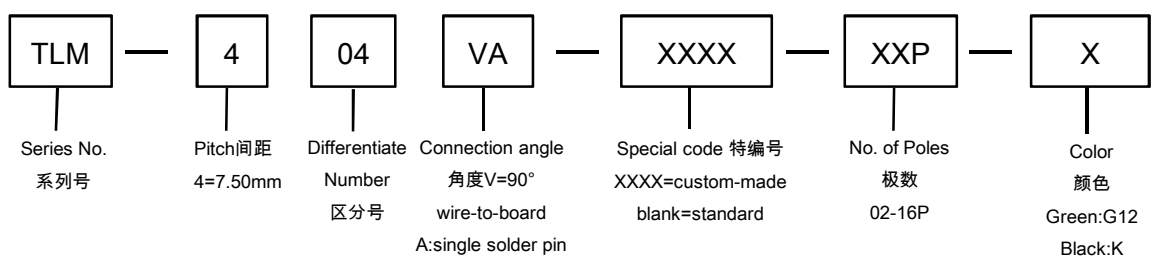 TLM — 4 04 VA — XXXX — XXP — X
Series No.
系列号
Pitch间距
4=7.50mm
Differentiate
Number
区分号
Connection angle
角度V=90°
wire-to-board
A:single solder pin
Special code 特编号
XXXX=custom-made
blank=standard
No. of Poles
极数
02-16P
Color
颜色
Green:G12
Black:K